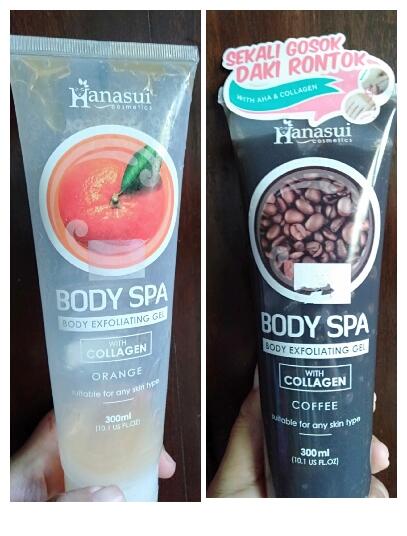 Hanasui
cosmetics
BODY SPA
BODY EXFOLIATING GEL
WITH
COLLAGEN
ORANGE
suitable for any skin type
300ml
(10.1 US FL.OZ)
SEKALI GOSOK
DAKI RONTOK
WITH AHA & COLLAGEN
Hanasui
cosmetics
BODY SPA
BODY EXFOLIATING GEL
WITH
COLLAGEN
COFFEE
suitable for any skin type
300ml
(10.1 US FL.OZ)